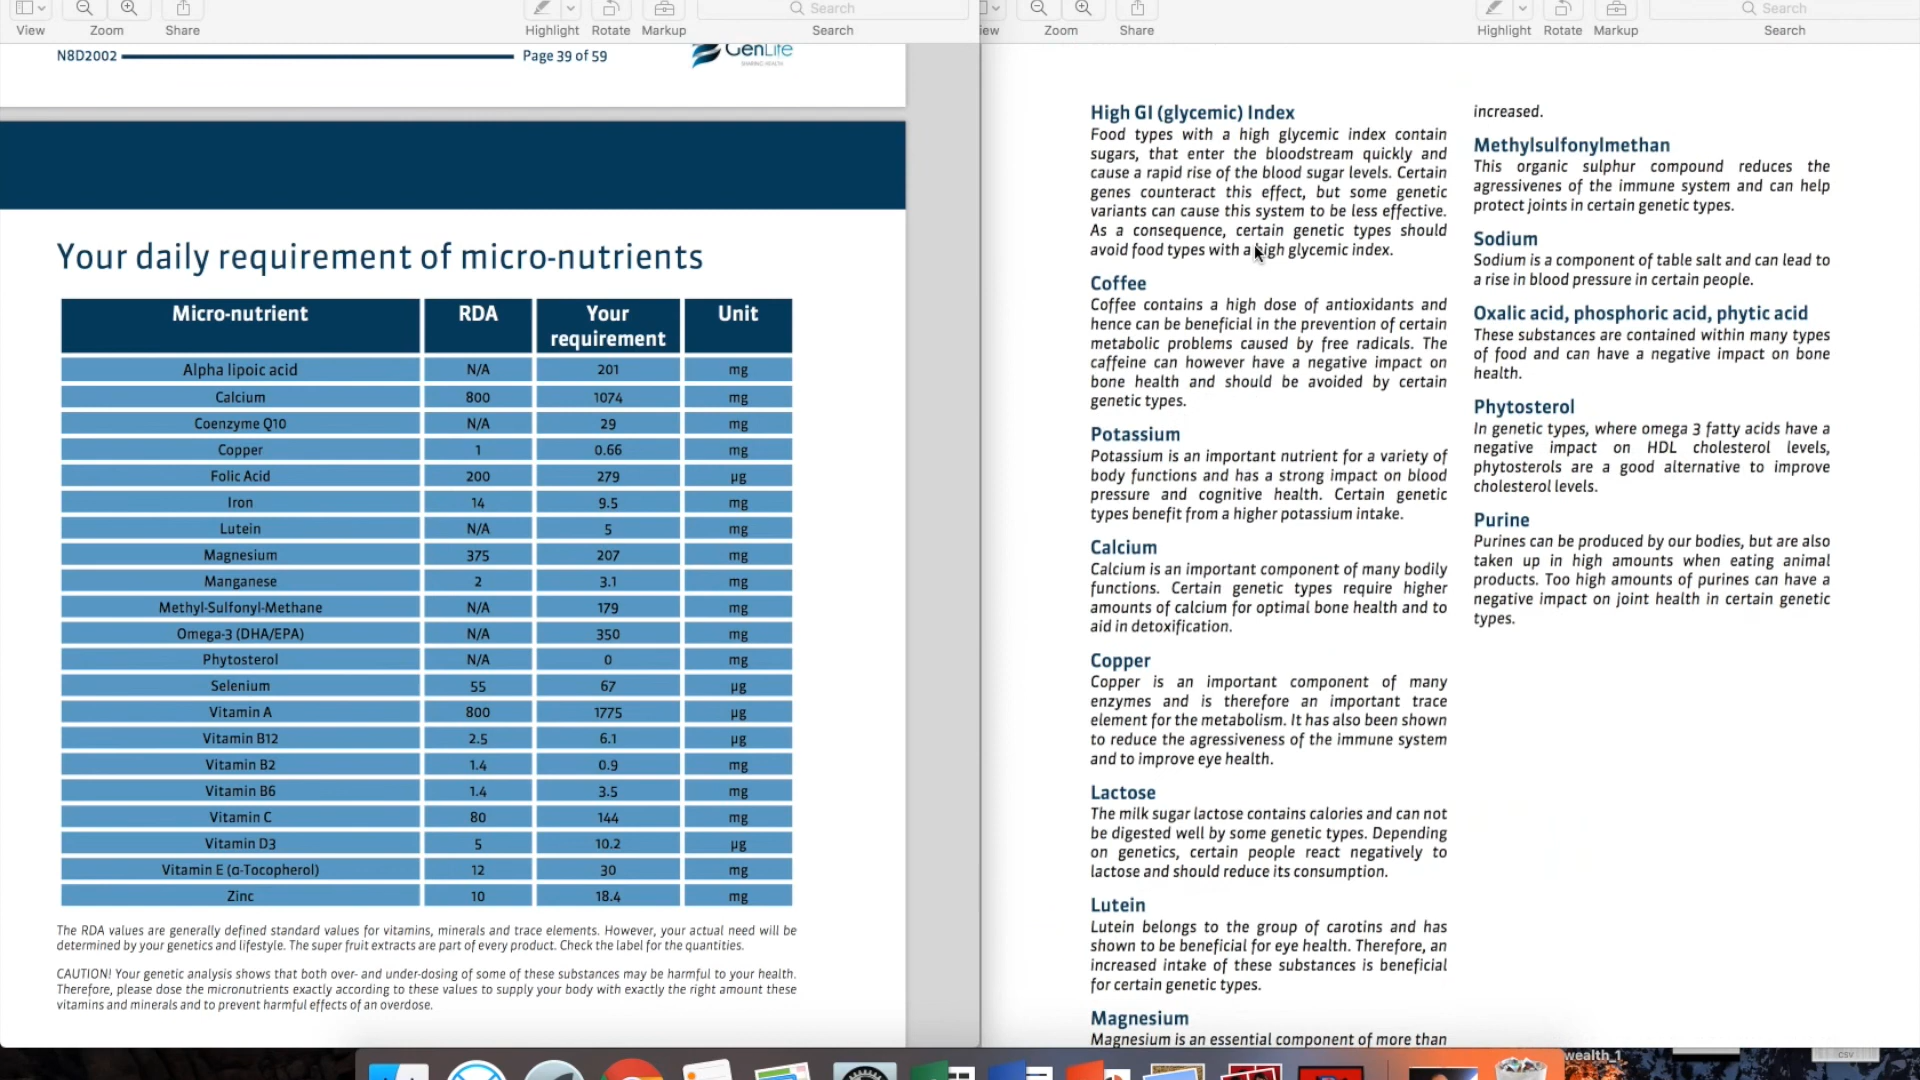 View Zoom Share Highlight Rotate Markup Search
Search
N8D2002 Page 39 of 59
GenLife
Your daily requirement of micro-nutrients
Micro-nutrient RDA Your requirement Unit
Alpha lipoic acid N/A 201 mg
Calcium 800 1074 mg
Coenzyme Q10 N/A 29 mg
Copper 1 0.66 mg
Folic Acid 200 279 µg
Iron 14 9.5 mg
Lutein N/A 5 mg
Magnesium 375 207 mg
Manganese 2 3.1 mg
Methyl-Sulfonyl-Methane N/A 179 mg
Omega-3 (DHA/EPA) N/A 350 mg
Phytosterol N/A 0 mg
Selenium 55 67 µg
Vitamin A 800 1775 µg
Vitamin B12 2.5 6.1 µg
Vitamin B2 1.4 0.9 mg
Vitamin B6 1.4 3.5 mg
Vitamin C 80 144 mg
Vitamin D3 5 10.2 µg
Vitamin E (α-Tocopherol) 12 30 mg
Zinc 10 18.4 mg
The RDA values are generally defined standard values for vitamins, minerals and trace elements. However, your actual need will be
determined by your genetics and lifestyle. The super fruit extracts are part of every product. Check the label for the quantities.
CAUTION! Your genetic analysis shows that both over- and under-dosing of some of these substances may be harmful to your health.
Therefore, please dose the micronutrients exactly according to these values to supply your body with exactly the right amount these
vitamins and minerals and to prevent harmful effects of an overdose.
iew Zoom Share Highlight Rotate Markup Search
Search
High GI (glycemic) Index
Food types with a high glycemic index contain
sugars, that enter the bloodstream quickly and
cause a rapid rise of the blood sugar levels. Certain
genes counteract this effect, but some genetic
variants can cause this system to be less effective.
As a consequence, certain genetic types should
avoid food types with a high glycemic index.
Coffee
Coffee contains a high dose of antioxidants and
hence can be beneficial in the prevention of certain
metabolic problems caused by free radicals. The
caffeine can however have a negative impact on
bone health and should be avoided by certain
genetic types.
Potassium
Potassium is an important nutrient for a variety of
body functions and has a strong impact on blood
pressure and cognitive health. Certain genetic
types benefit from a higher potassium intake.
Calcium
Calcium is an important component of many bodily
functions. Certain genetic types require higher
amounts of calcium for optimal bone health and to
aid in detoxification.
Copper
Copper is an important component of many
enzymes and is therefore an important trace
element for the metabolism. It has also been shown
to reduce the agressiveness of the immune system
and to improve eye health.
Lactose
The milk sugar lactose contains calories and can not
be digested well by some genetic types. Depending
on genetics, certain people react negatively to
lactose and should reduce its consumption.
Lutein
Lutein belongs to the group of carotins and has
shown to be beneficial for eye health. Therefore, an
increased intake of these substances is beneficial
for certain genetic types.
Magnesium
Magnesium is an essential component of more than
increased.
Methylsulfonylmethan
This organic sulphur compound reduces the
agressivenes of the immune system and can help
protect joints in certain genetic types.
Sodium
Sodium is a component of table salt and can lead to
a rise in blood pressure in certain people.
Oxalic acid, phosphoric acid, phytic acid
These substances are contained within many types
of food and can have a negative impact on bone
health.
Phytosterol
In genetic types, where omega 3 fatty acids have a
negative impact on HDL cholesterol levels,
phytosterols are a good alternative to improve
cholesterol levels.
Purine
Purines can be produced by our bodies, but are also
taken up in high amounts when eating animal
products. Too high amounts of purines can have a
negative impact on joint health in certain genetic
types.
wealth_1
csv